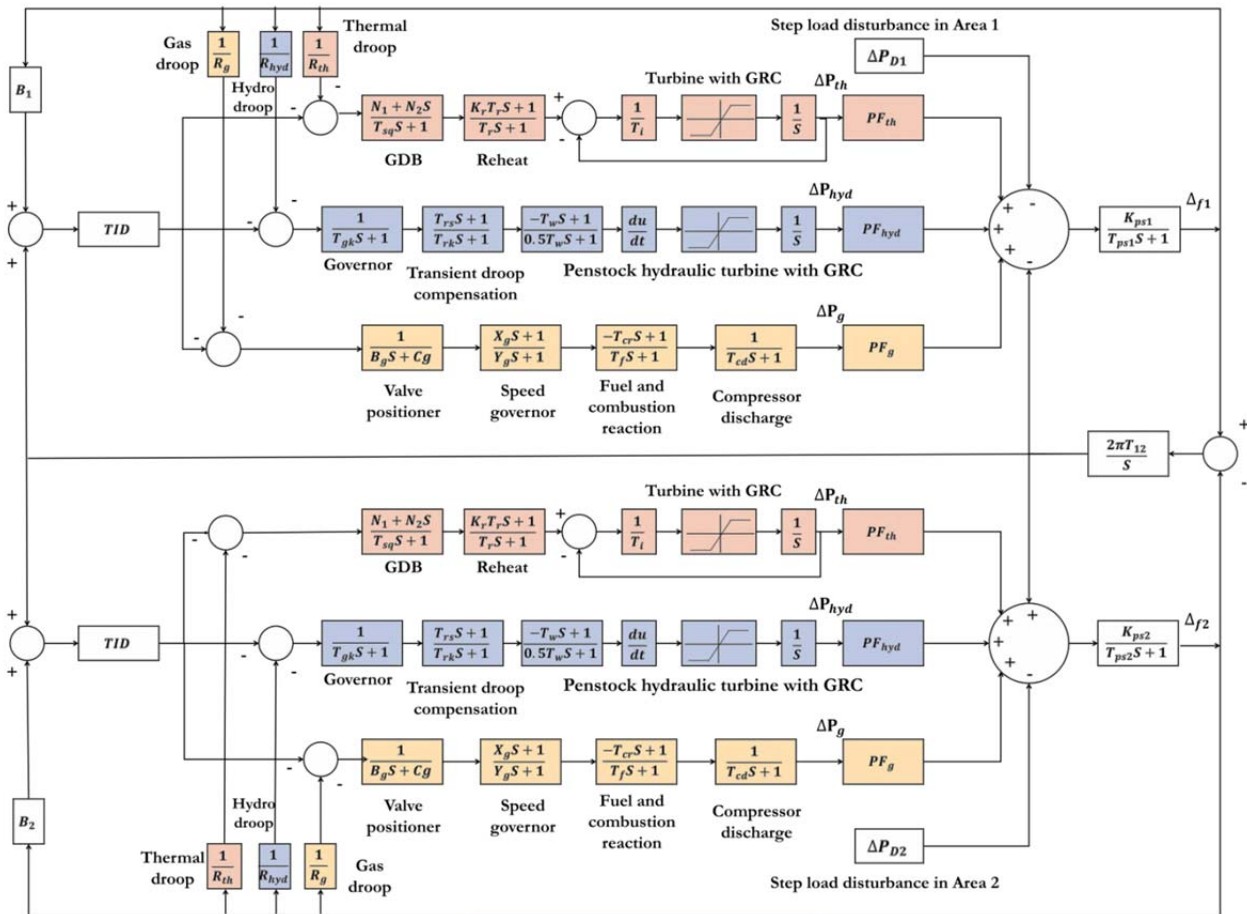 Step load disturbance in Area 1
Thermal
droop
Gas
droop
1
R_g
1
R_hyd
1
R_th
Hydro
droop
ΔP_D1
B_1
-
-
Turbine with GRC
ΔP_th
N_1 + N_2S
T_sqS + 1
K_rT_rS + 1
T_rS + 1
+
-
1
T_i
1
S
PF_th
GDB
Reheat
ΔP_hyd
Δ_f1
+
+
TID
-
-
1
T_gkS + 1
T_rsS + 1
T_rkS + 1
-T_wS + 1
0.5T_wS + 1
du
dt
1
S
PF_hyd
+
-
+
+
-
K_ps1
T_ps1S + 1
Governor
Transient droop
compensation
Penstock hydraulic turbine with GRC
ΔP_g
-
-
1
B_gS + Cg
X_gS + 1
Y_gS + 1
-T_crS + 1
T_fS + 1
1
T_cdS + 1
PF_g
Valve
positioner
Speed
governor
Fuel and
combustion
reaction
Compressor
discharge
2πT_12
S
+
-
Turbine with GRC
ΔP_th
-
-
N_1 + N_2S
T_sqS + 1
K_rT_rS + 1
T_rS + 1
+
-
1
T_i
1
S
PF_th
GDB
Reheat
ΔP_hyd
Δ_f2
+
+
TID
-
-
1
T_gkS + 1
T_rsS + 1
T_rkS + 1
-T_wS + 1
0.5T_wS + 1
du
dt
1
S
PF_hyd
+
+
+
-
K_ps2
T_ps2S + 1
Governor
Transient droop
compensation
Penstock hydraulic turbine with GRC
ΔP_g
-
-
1
B_gS + Cg
X_gS + 1
Y_gS + 1
-T_crS + 1
T_fS + 1
1
T_cdS + 1
PF_g
B_2
Hydro
droop
Valve
positioner
Speed
governor
Fuel and
combustion
reaction
Compressor
discharge
Thermal
droop
1
R_th
1
R_hyd
1
R_g
Gas
droop
ΔP_D2
Step load disturbance in Area 2